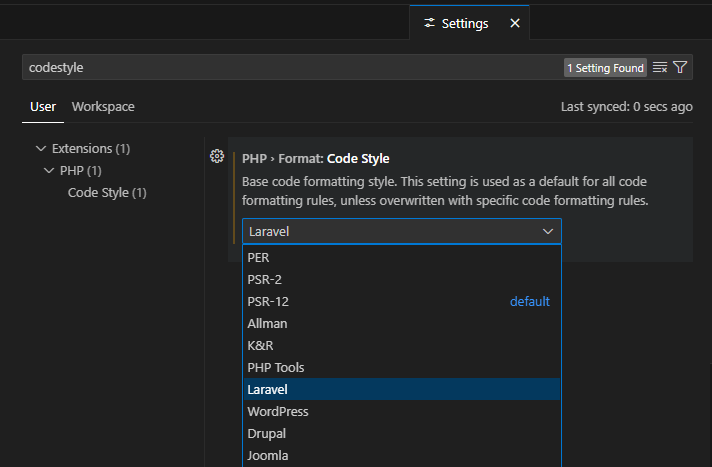 Settings
codestyle
1 Setting Found
User Workspace
Last synced: 0 secs ago
Extensions (1)
PHP (1)
Code Style (1)
PHP › Format: Code Style
Base code formatting style. This setting is used as a default for all code
formatting rules, unless overwritten with specific code formatting rules.
Laravel
PER
PSR-2
PSR-12 default
Allman
K&R
PHP Tools
Laravel
WordPress
Drupal
Joomla